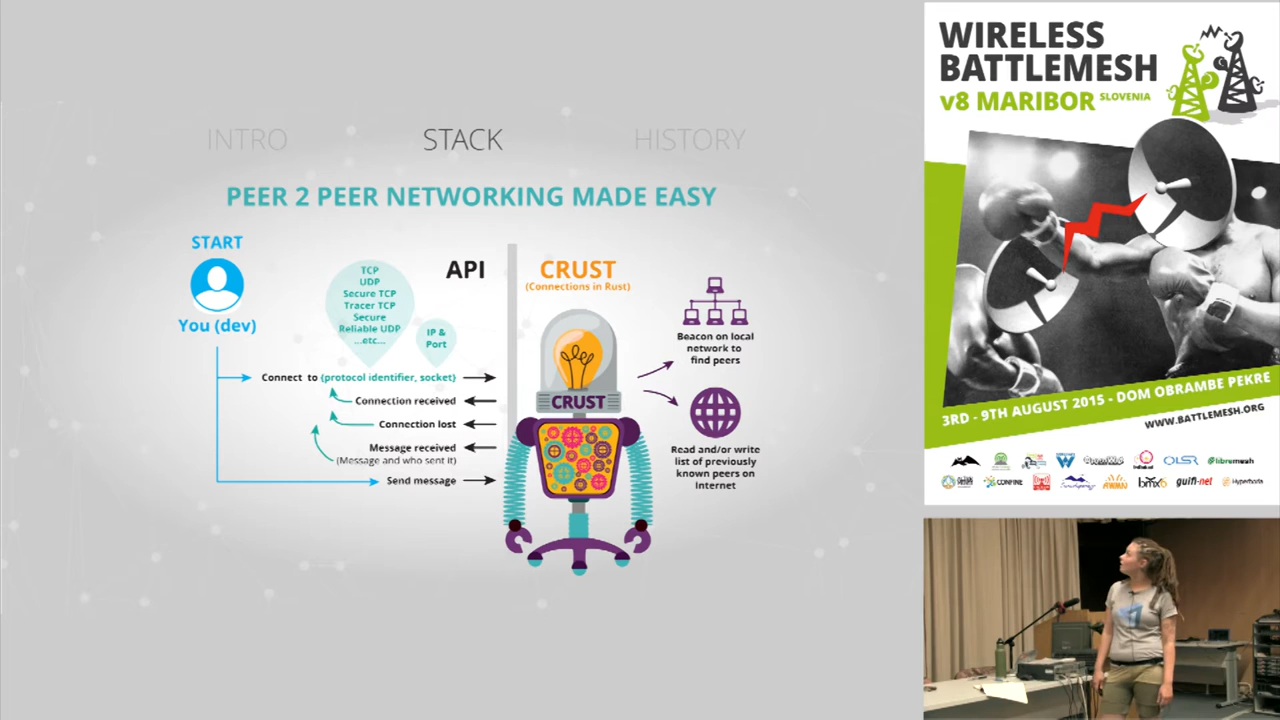 INTRO
STACK
HISTORY
PEER 2 PEER NETWORKING MADE EASY
START
You (dev)
TCP
UDP
Secure TCP
Tracer TCP
Secure
Reliable UDP
...etc...
IP &
Port
API
CRUST
(Connections in Rust)
Connect to (protocol identifier, socket)
Connection received
Connection lost
Message received
(Message and who sent it)
Send message
CRUST
Beacon on local
network to
find peers
Read and/or write
list of previously
known peers on
Internet
WIRELESS
BATTLEMESH
v8 MARIBOR SLOVENIA
3RD - 9TH AUGUST 2015 - DOM OBRAMBE PEKRE
WWW.BATTLEMESH.ORG
OLSR
libremesh
CONFINE
AWMN
bmx6
guifi·net
Hyperboria